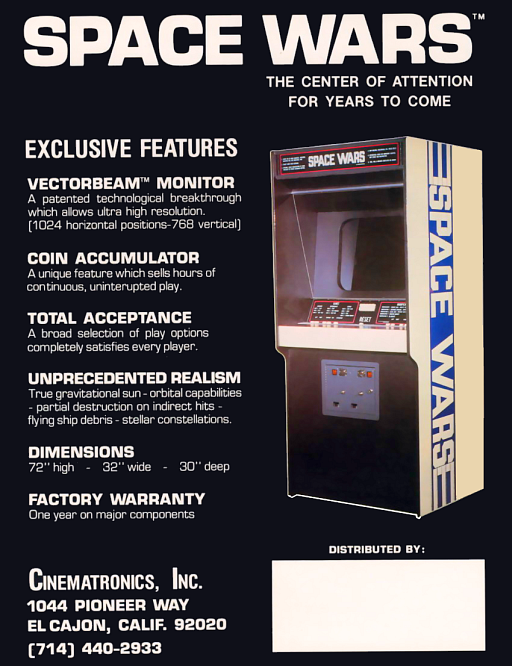 SPACE WARS™
THE CENTER OF ATTENTION
FOR YEARS TO COME
EXCLUSIVE FEATURES
VECTORBEAM™ MONITOR
A patented technological breakthrough
which allows ultra high resolution.
(1024 horizontal positions-768 vertical)
COIN ACCUMULATOR
A unique feature which sells hours of
continuous, uninterupted play.
TOTAL ACCEPTANCE
A broad selection of play options
completely satisfies every player.
UNPRECEDENTED REALISM
True gravitational sun - orbital capabilities
- partial destruction on indirect hits -
flying ship debris - stellar constellations.
DIMENSIONS
72'' high - 32'' wide - 30'' deep
FACTORY WARRANTY
One year on major components
SPACE WARS
RESET
SPACE WARS
DISTRIBUTED BY:
CINEMATRONICS, INC.
1044 PIONEER WAY
EL CAJON, CALIF. 92020
(714) 440-2933